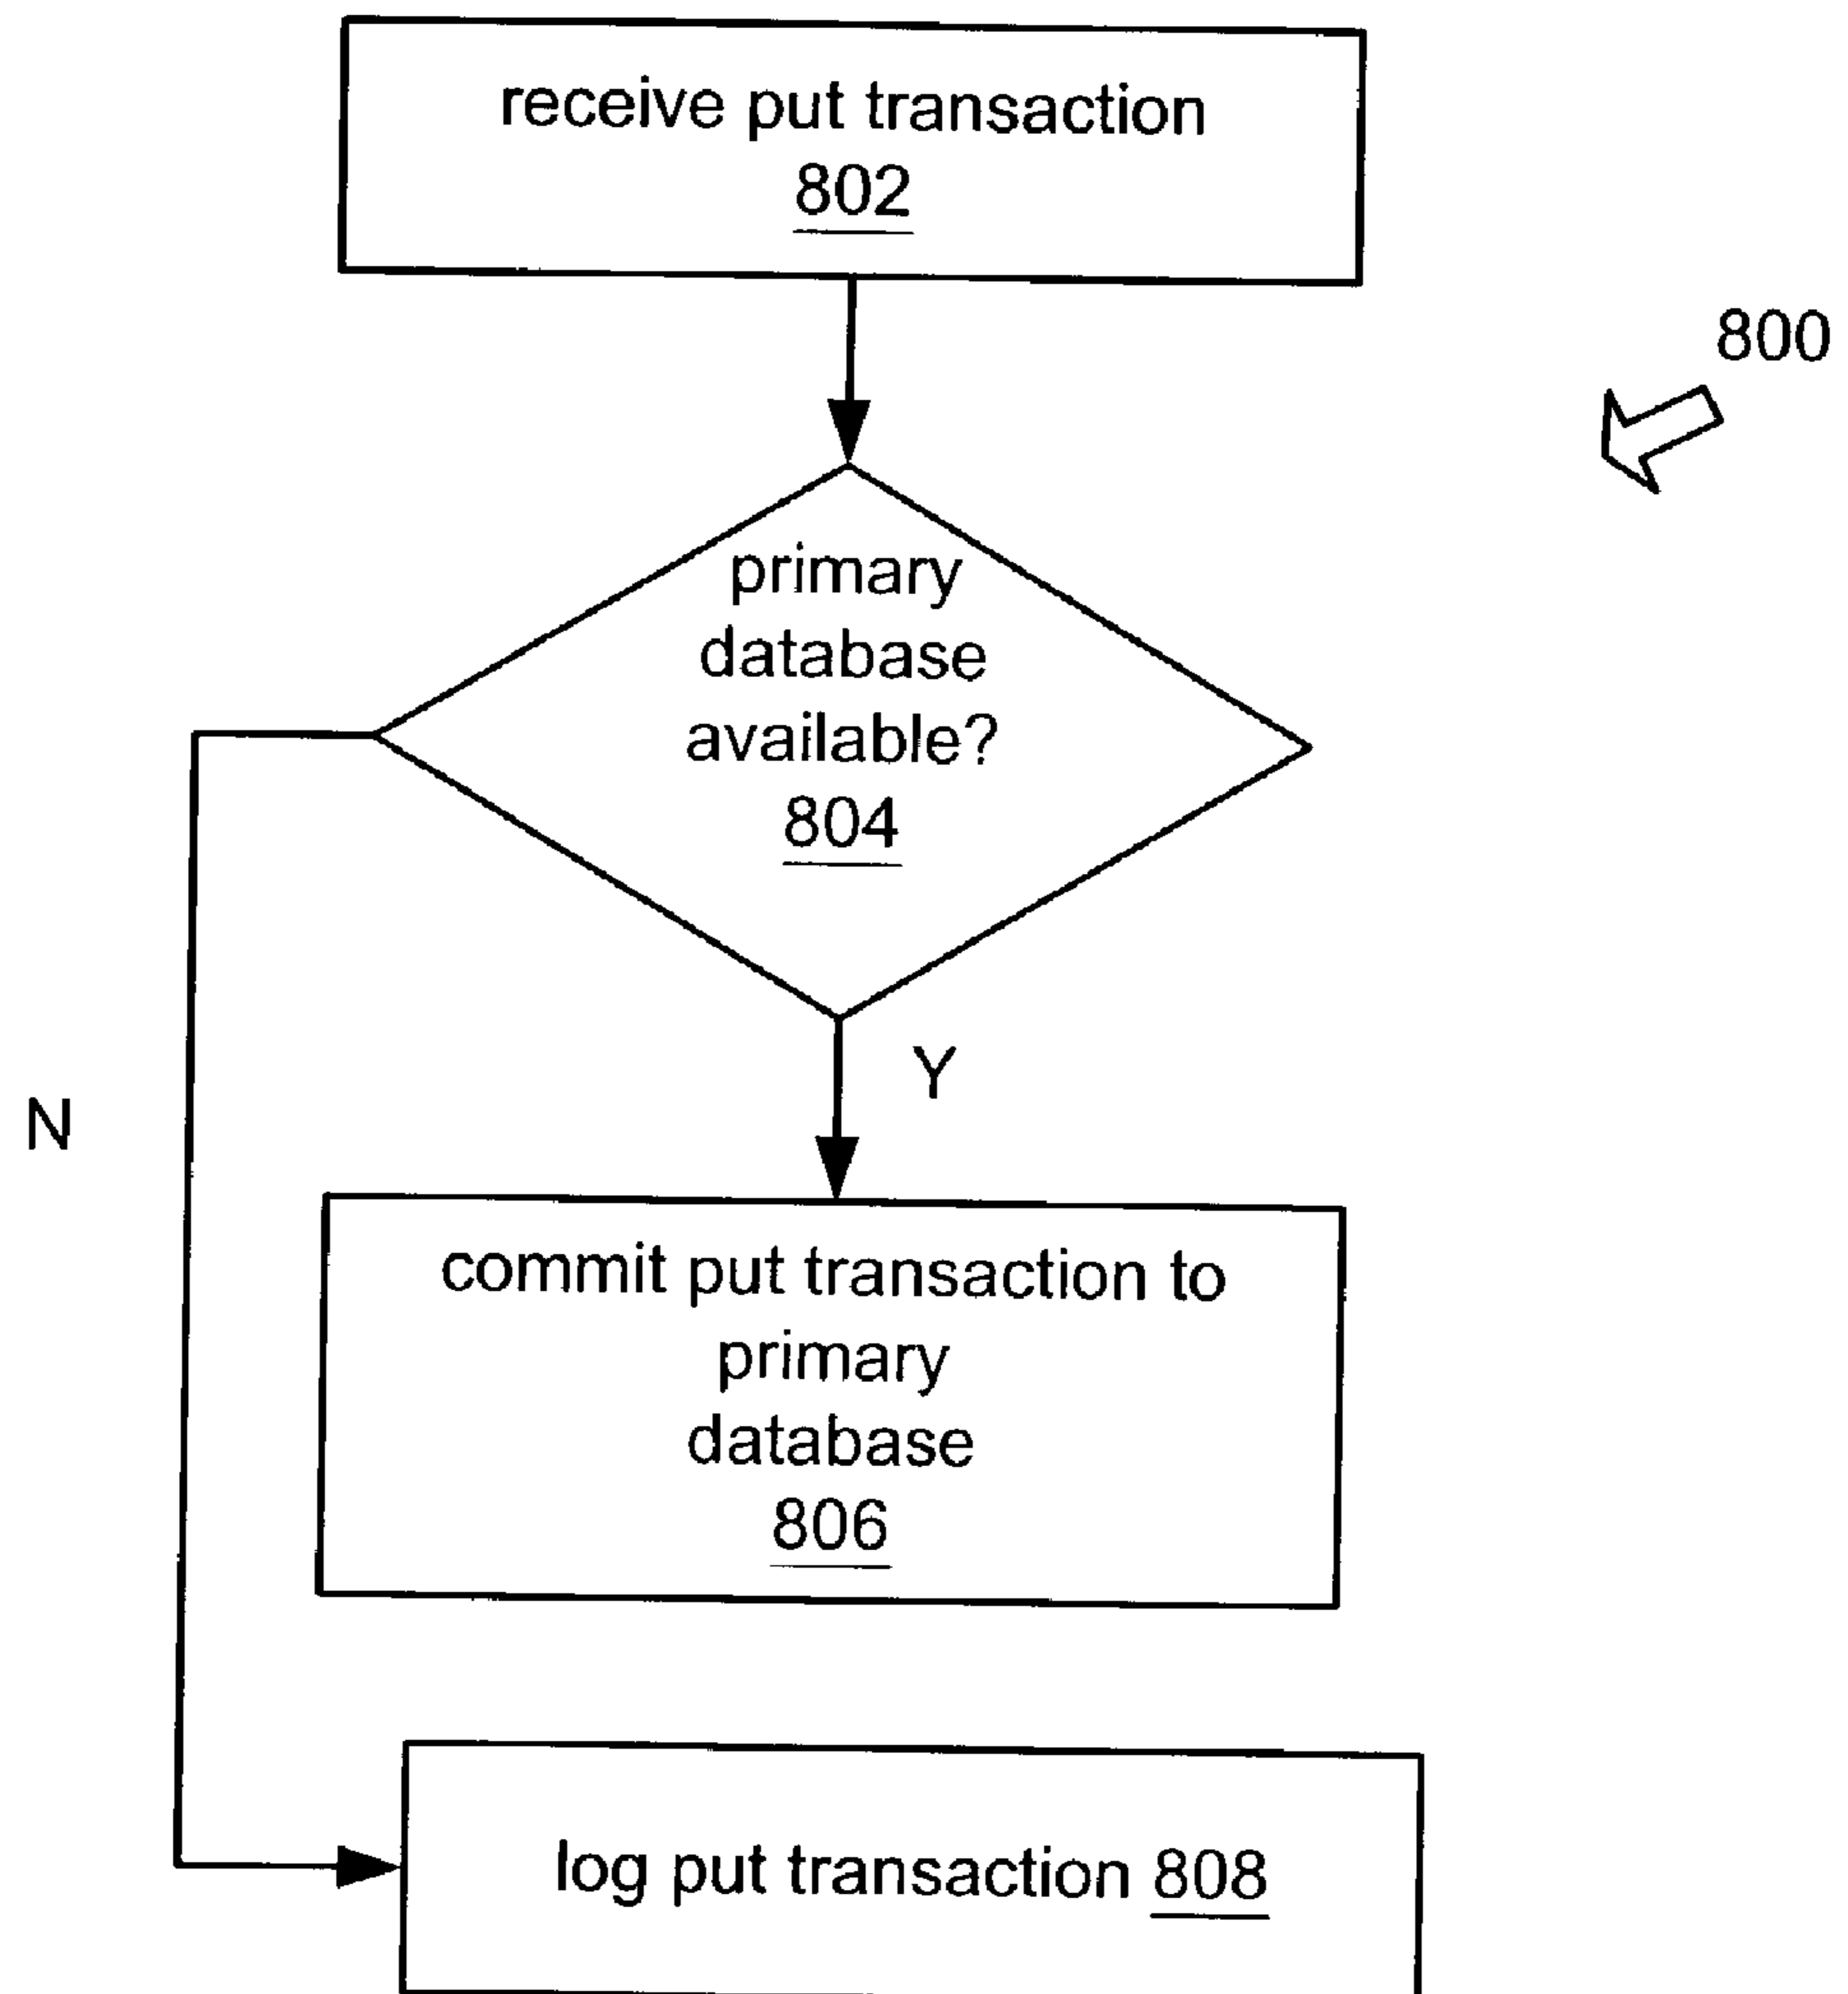 receive put transaction
802
800
primary
database
available?
804
Y
N
commit put transaction to
primary
database
806
log put transaction 808